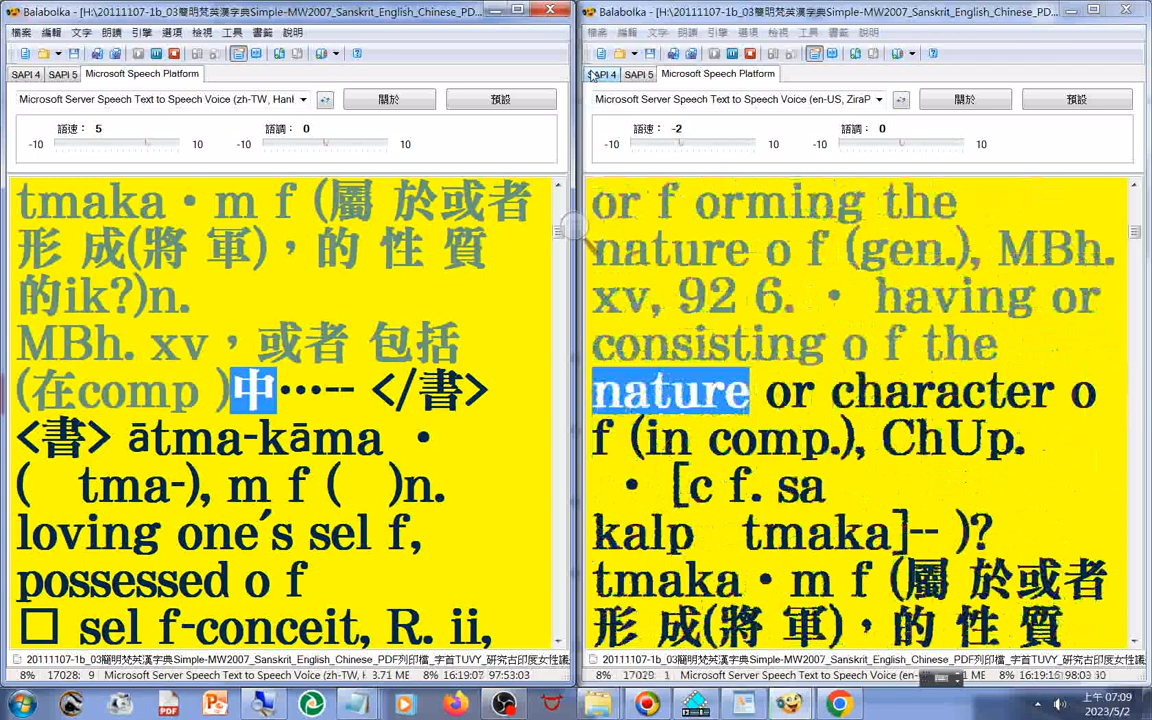 Balabolka - [H:\20111107-1b_03簡明梵英漢字典Simple-MW2007_Sanskrit_English_Chinese_PD...
檔案 編輯 文字 朗讀 引擎 選項 檢視 工具 書籤 說明
SAPI 4 SAPI 5 Microsoft Speech Platform
Microsoft Server Speech Text to Speech Voice (zh-TW, Han
關於 預設
語速: 5 語調: 0
-10 10 -10 10
tmaka • m f (屬 於或者
形 成(將 軍)，的 性 質
的ik?)n.
MBh. xv，或者 包括
(在comp )中…-- </書>
<書> ātma-kāma •
( tma-), m f ( )n.
loving one's sel f,
possessed o f
□ sel f-conceit, R. ii,
20111107-1b_03簡明梵英漢字典Simple-MW2007_Sanskrit_English_Chinese_PDF列印檔_字首TUVY_研究古印度女性議
8% 17028: 9 Microsoft Server Speech Text to Speech Voice (zh-TW, H 3.71 MB 8% 16:19:07 97:53:03
Balabolka - [H:\20111107-1b_03簡明梵英漢字典Simple-MW2007_Sanskrit_English_Chinese_PDF...
檔案 編輯 文字 朗讀 引擎 選項 檢視 工具 書籤 說明
SAPI 4 SAPI 5 Microsoft Speech Platform
Microsoft Server Speech Text to Speech Voice (en-US, ZiraP
關於 預設
語速: -2 語調: 0
-10 10 -10 10
or f orming the
nature o f (gen.), MBh.
xv, 92 6. • having or
consisting o f the
nature or character o
f (in comp.), ChUp.
• [c f. sa
kalp tmaka]-- )?
tmaka • m f (屬 於或者
形 成(將 軍)，的 性 質
20111107-1b_03簡明梵英漢字典Simple-MW2007_Sanskrit_English_Chinese_PDF列印檔_字首TUVY_研究古印度女性議
8% 17029: 1 Microsoft Server Speech Text to Speech Voice (en-US, 8% 16:19:16
上午 07:09
2023/5/2